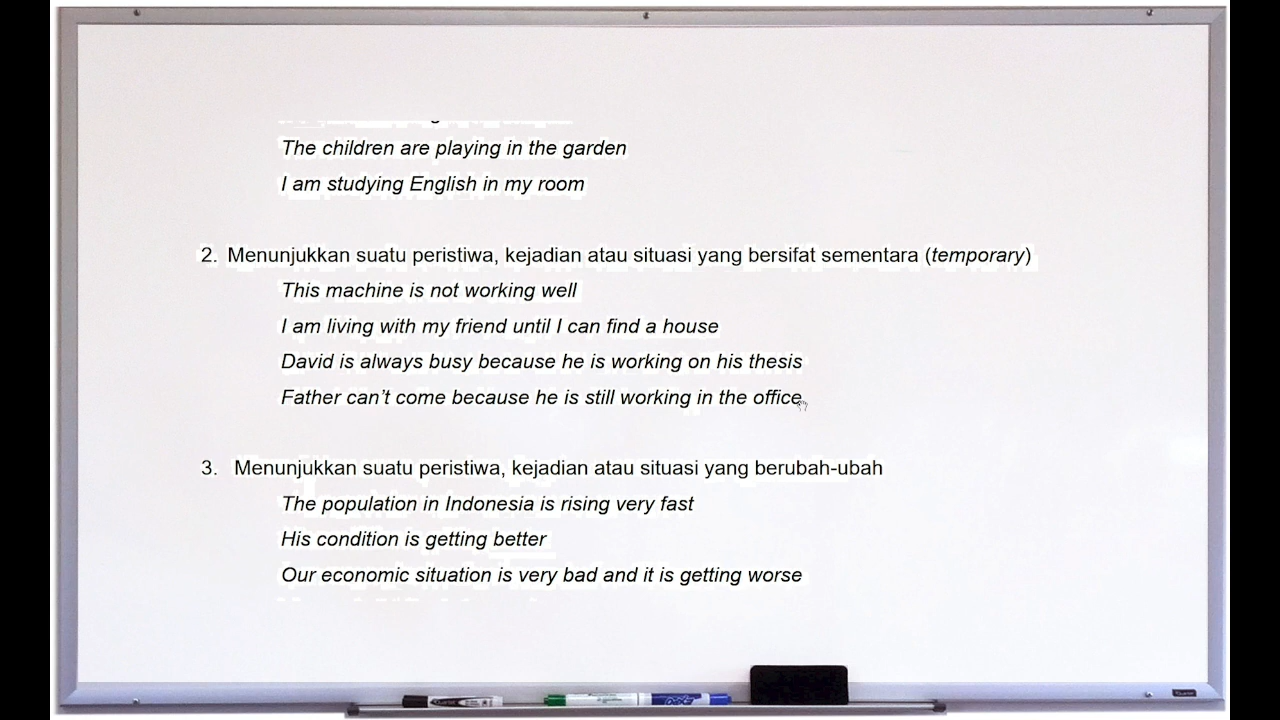 The children are playing in the garden
I am studying English in my room
2. Menunjukkan suatu peristiwa, kejadian atau situasi yang bersifat sementara (temporary)
This machine is not working well
I am living with my friend until I can find a house
David is always busy because he is working on his thesis
Father can’t come because he is still working in the office
3. Menunjukkan suatu peristiwa, kejadian atau situasi yang berubah-ubah
The population in Indonesia is rising very fast
His condition is getting better
Our economic situation is very bad and it is getting worse